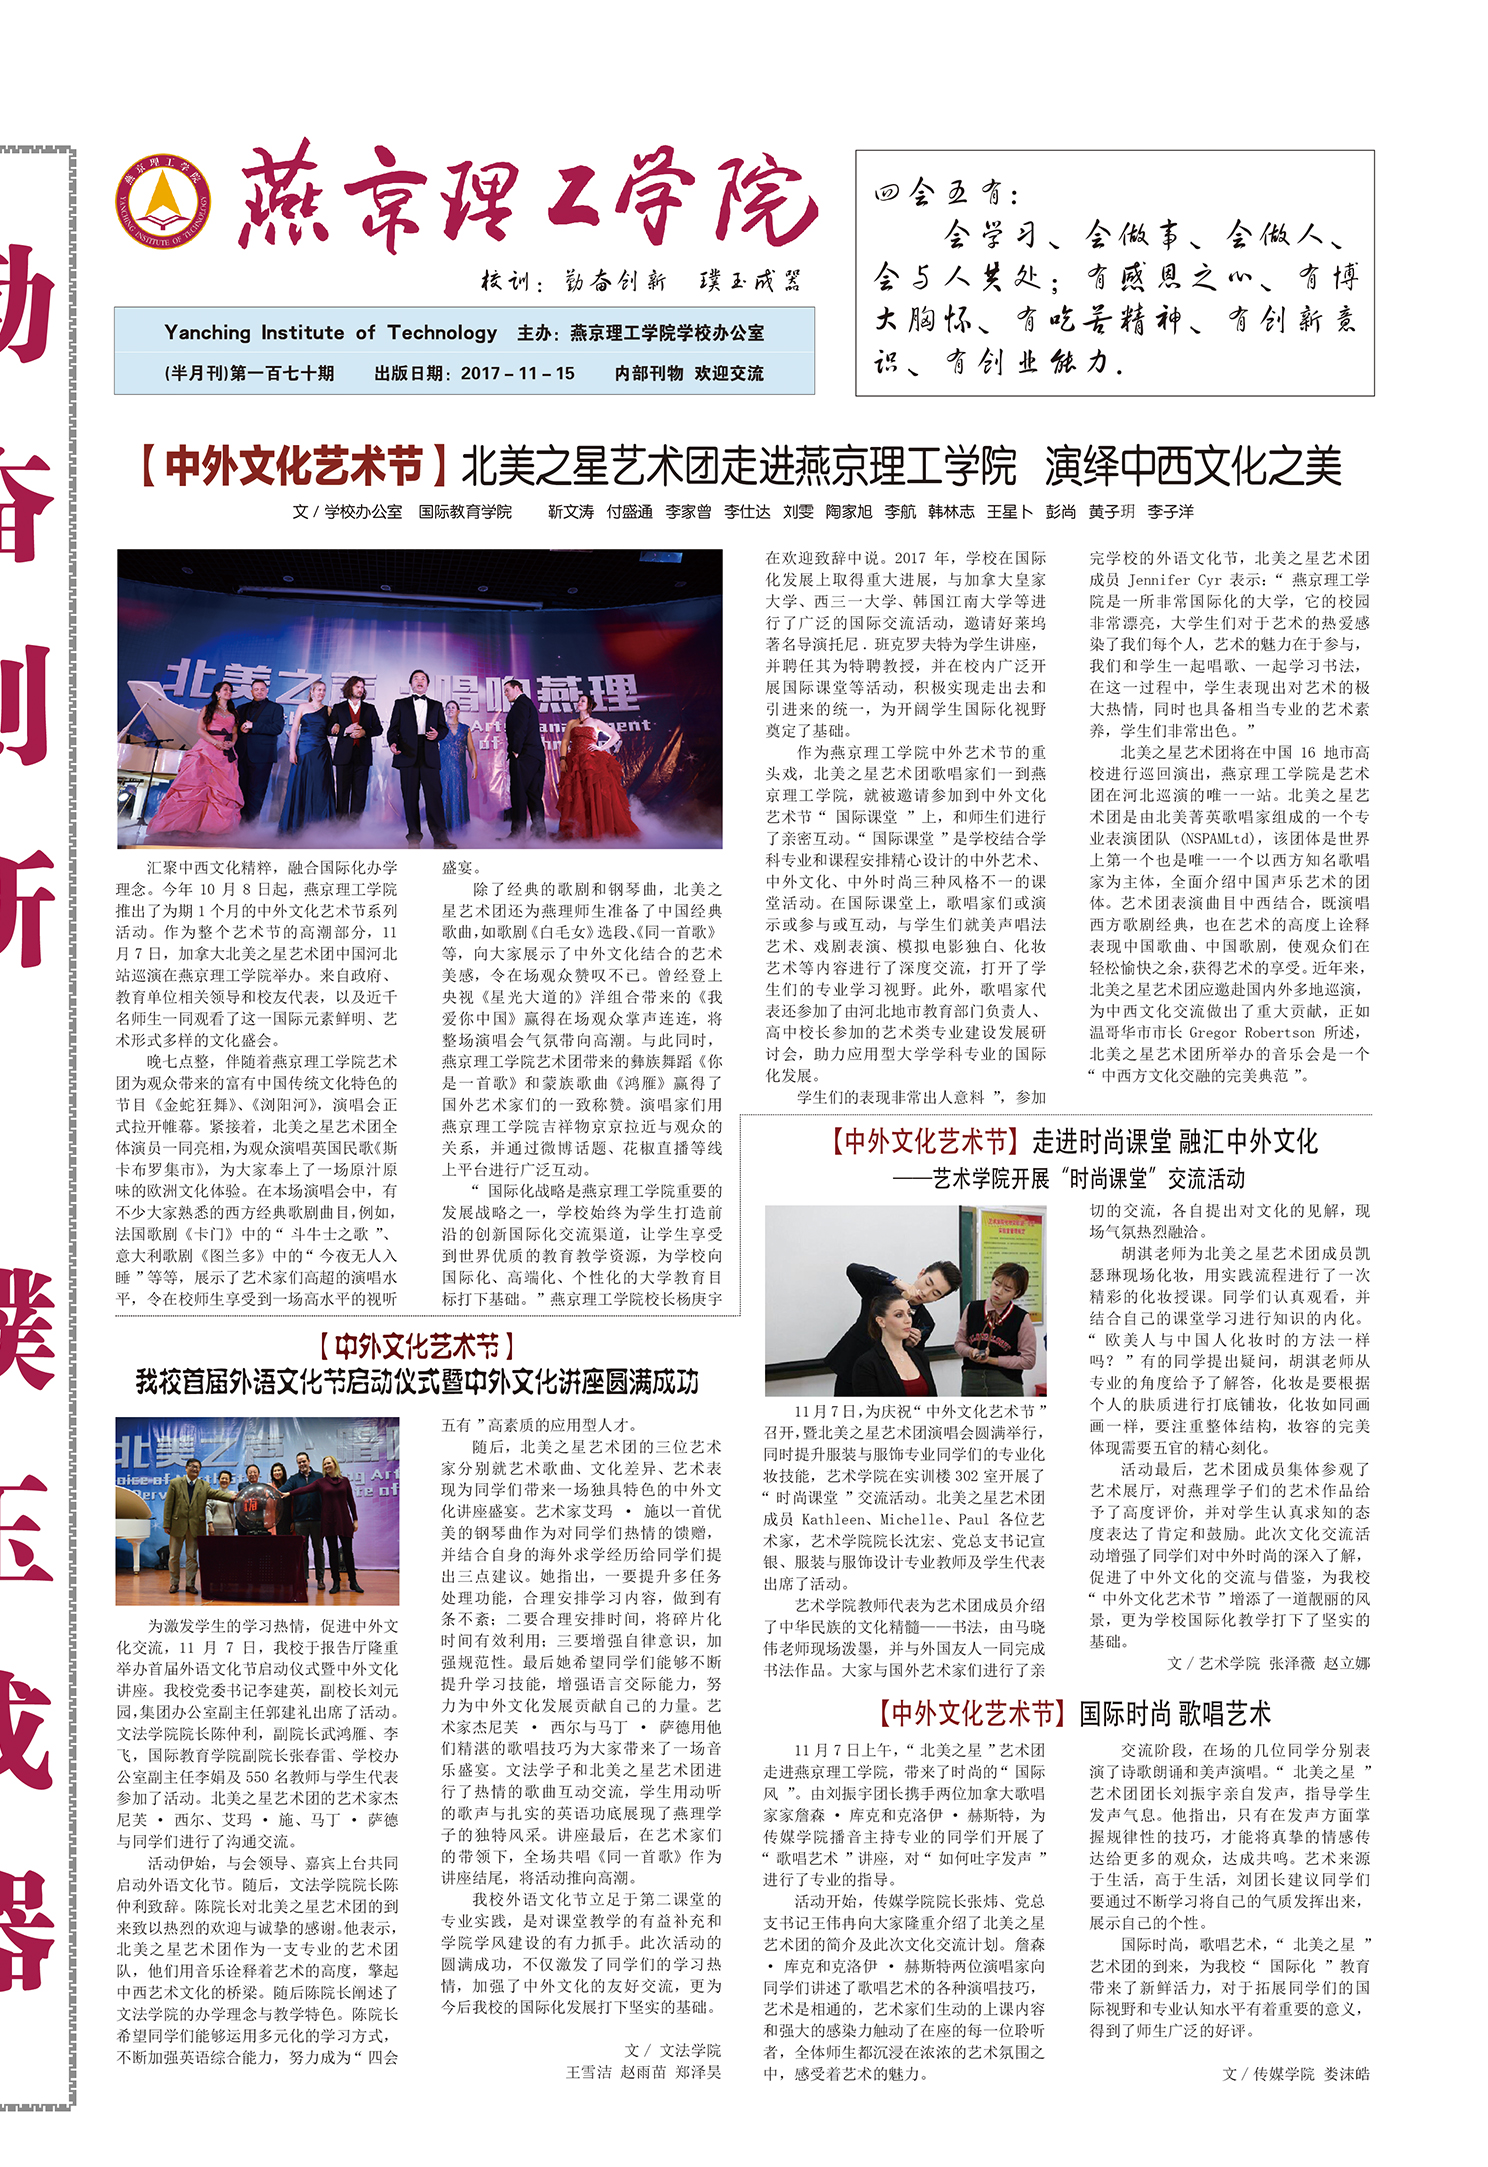 燕京理工学院
YANCHING INSTITUTE OF TECHNOLOGY
燕京理工学院
校训：勤奋创新　璞玉成器
Yanching Institute of Technology 主办：燕京理工学院学校办公室
(半月刊)第一百七十期 出版日期：2017－11－15 内部刊物 欢迎交流
四会五有：
会学习、会做事、会做人、
会与人共处；有感恩之心、有博
大胸怀、有吃苦精神、有创新意
识、有创业能力．
勤奋创新
璞玉成器
【中外文化艺术节】北美之星艺术团走进燕京理工学院 演绎中西文化之美
文／学校办公室 国际教育学院 靳文涛 付盛通 李家曾 李仕达 刘雯 陶家旭 李航 韩林志 王星卜 彭尚 黄子玥 李子洋
北美之声 唱响燕理
汇聚中西文化精粹，融合国际化办学
理念。今年 10 月 8 日起，燕京理工学院
推出了为期 1 个月的中外文化艺术节系列
活动。作为整个艺术节的高潮部分，11
月 7 日，加拿大北美之星艺术团中国河北
站巡演在燕京理工学院举办。来自政府、
教育单位相关领导和校友代表，以及近千
名师生一同观看了这一国际元素鲜明、艺
术形式多样的文化盛会。
晚七点整，伴随着燕京理工学院艺术
团为观众带来的富有中国传统文化特色的
节目《金蛇狂舞》、《浏阳河》，演唱会正
式拉开帷幕。紧接着，北美之星艺术团全
体演员一同亮相，为观众演唱英国民歌《斯
卡布罗集市》，为大家奉上了一场原汁原
味的欧洲文化体验。在本场演唱会中，有
不少大家熟悉的西方经典歌剧曲目，例如，
法国歌剧《卡门》中的“ 斗牛士之歌 ”、
意大利歌剧《图兰多》中的“ 今夜无人入
睡 ”等等，展示了艺术家们高超的演唱水
平，令在校师生享受到一场高水平的视听
盛宴。
除了经典的歌剧和钢琴曲，北美之
星艺术团还为燕理师生准备了中国经典
歌曲，如歌剧《白毛女》选段、《同一首歌》
等，向大家展示了中外文化结合的艺术
美感，令在场观众赞叹不已。曾经登上
央视《星光大道的》洋组合带来的《我
爱你中国》赢得在场观众掌声连连，将
整场演唱会气氛带向高潮。与此同时，
燕京理工学院艺术团带来的彝族舞蹈《你
是一首歌》和蒙族歌曲《鸿雁》赢得了
国外艺术家们的一致称赞。演唱家们用
燕京理工学院吉祥物京京拉近与观众的
关系，并通过微博话题、花椒直播等线
上平台进行广泛互动。
“ 国际化战略是燕京理工学院重要的
发展战略之一，学校始终为学生打造前
沿的创新国际化交流渠道，让学生享受
到世界优质的教育教学资源，为学校向
国际化、高端化、个性化的大学教育目
标打下基础。”燕京理工学院校长杨庚宇
在欢迎致辞中说。2017 年，学校在国际
化发展上取得重大进展，与加拿大皇家
大学、西三一大学、韩国江南大学等进
行了广泛的国际交流活动，邀请好莱坞
著名导演托尼．班克罗夫特为学生讲座，
并聘任其为特聘教授，并在校内广泛开
展国际课堂等活动，积极实现走出去和
引进来的统一，为开阔学生国际化视野
奠定了基础。
作为燕京理工学院中外艺术节的重
头戏，北美之星艺术团歌唱家们一到燕
京理工学院，就被邀请参加到中外文化
艺术节“ 国际课堂 ”上，和师生们进行
了亲密互动。“ 国际课堂 ”是学校结合学
科专业和课程安排精心设计的中外艺术、
中外文化、中外时尚三种风格不一的课
堂活动。在国际课堂上，歌唱家们或演
示或参与或互动，与学生们就美声唱法
艺术、戏剧表演、模拟电影独白、化妆
艺术等内容进行了深度交流，打开了学
生们的专业学习视野。此外，歌唱家代
表还参加了由河北地市教育部门负责人、
高中校长参加的艺术类专业建设发展研
讨会，助力应用型大学学科专业的国际
化发展。
学生们的表现非常出人意料 ”，参加
完学校的外语文化节，北美之星艺术团
成员 Jennifer Cyr 表示：“ 燕京理工学
院是一所非常国际化的大学，它的校园
非常漂亮，大学生们对于艺术的热爱感
染了我们每个人，艺术的魅力在于参与，
我们和学生一起唱歌、一起学习书法，
在这一过程中，学生表现出对艺术的极
大热情，同时也具备相当专业的艺术素
养，学生们非常出色。”
北美之星艺术团将在中国 16 地市高
校进行巡回演出，燕京理工学院是艺术
团在河北巡演的唯一一站。北美之星艺
术团是由北美菁英歌唱家组成的一个专
业表演团队 (NSPAMLtd)，该团体是世界
上第一个也是唯一一个以西方知名歌唱
家为主体，全面介绍中国声乐艺术的团
体。艺术团表演曲目中西结合，既演唱
西方歌剧经典，也在艺术的高度上诠释
表现中国歌曲、中国歌剧，使观众们在
轻松愉快之余，获得艺术的享受。近年来，
北美之星艺术团应邀赴国内外多地巡演，
为中西文化交流做出了重大贡献，正如
温哥华市市长 Gregor Robertson 所述，
北美之星艺术团所举办的音乐会是一个
“ 中西方文化交融的完美典范 ”。
【中外文化艺术节】
我校首届外语文化节启动仪式暨中外文化讲座圆满成功
为激发学生的学习热情，促进中外文
化交流，11 月 7 日，我校于报告厅隆重
举办首届外语文化节启动仪式暨中外文化
讲座。我校党委书记李建英，副校长刘元
园，集团办公室副主任郭建礼出席了活动。
文法学院院长陈仲利，副院长武鸿雁、李
飞，国际教育学院副院长张春雷、学校办
公室副主任李娟及 550 名教师与学生代表
参加了活动。北美之星艺术团的艺术家杰
尼芙 · 西尔、艾玛 · 施、马丁 · 萨德
与同学们进行了沟通交流。
活动伊始，与会领导、嘉宾上台共同
启动外语文化节。随后，文法学院院长陈
仲利致辞。陈院长对北美之星艺术团的到
来致以热烈的欢迎与诚挚的感谢。他表示，
北美之星艺术团作为一支专业的艺术团
队，他们用音乐诠释着艺术的高度，擎起
中西艺术文化的桥梁。随后陈院长阐述了
文法学院的办学理念与教学特色。陈院长
希望同学们能够运用多元化的学习方式，
不断加强英语综合能力，努力成为“ 四会
五有 ”高素质的应用型人才。
随后，北美之星艺术团的三位艺术
家分别就艺术歌曲、文化差异、艺术表
现为同学们带来一场独具特色的中外文
化讲座盛宴。艺术家艾玛 · 施以一首优
美的钢琴曲作为对同学们热情的馈赠，
并结合自身的海外求学经历给同学们提
出三点建议。她指出，一要提升多任务
处理功能，合理安排学习内容，做到有
条不紊；二要合理安排时间，将碎片化
时间有效利用；三要增强自律意识，加
强规范性。最后她希望同学们能够不断
提升学习技能，增强语言交际能力，努
力为中外文化发展贡献自己的力量。艺
术家杰尼芙 · 西尔与马丁 · 萨德用他
们精湛的歌唱技巧为大家带来了一场音
乐盛宴。文法学子和北美之星艺术团进
行了热情的歌曲互动交流，学生用动听
的歌声与扎实的英语功底展现了燕理学
子的独特风采。讲座最后，在艺术家们
的带领下，全场共唱《同一首歌》作为
讲座结尾，将活动推向高潮。
我校外语文化节立足于第二课堂的
专业实践，是对课堂教学的有益补充和
学院学风建设的有力抓手。此次活动的
圆满成功，不仅激发了同学们的学习热
情，加强了中外文化的友好交流，更为
今后我校的国际化发展打下坚实的基础。
文／ 文法学院
王雪洁 赵雨苗 郑泽昊
【中外文化艺术节】走进时尚课堂 融汇中外文化
——艺术学院开展“时尚课堂”交流活动
11 月 7 日，为庆祝“ 中外文化艺术节 ”
召开，暨北美之星艺术团演唱会圆满举行，
同时提升服装与服饰专业同学们的专业化
妆技能，艺术学院在实训楼 302 室开展了
“ 时尚课堂 ”交流活动。北美之星艺术团
成员 Kathleen、Michelle、Paul 各位艺
术家，艺术学院院长沈宏、党总支书记宣
银、服装与服饰设计专业教师及学生代表
出席了活动。
艺术学院教师代表为艺术团成员介绍
了中华民族的文化精髓——书法，由马晓
伟老师现场泼墨，并与外国友人一同完成
书法作品。大家与国外艺术家们进行了亲
切的交流，各自提出对文化的见解，现
场气氛热烈融洽。
胡淇老师为北美之星艺术团成员凯
瑟琳现场化妆，用实践流程进行了一次
精彩的化妆授课。同学们认真观看，并
结合自己的课堂学习进行知识的内化。
“ 欧美人与中国人化妆时的方法一样
吗？ ”有的同学提出疑问，胡淇老师从
专业的角度给予了解答，化妆是要根据
个人的肤质进行打底铺妆，化妆如同画
画一样，要注重整体结构，妆容的完美
体现需要五官的精心刻化。
活动最后，艺术团成员集体参观了
艺术展厅，对燕理学子们的艺术作品给
予了高度评价，并对学生认真求知的态
度表达了肯定和鼓励。此次文化交流活
动增强了同学们对中外时尚的深入了解，
促进了中外文化的交流与借鉴，为我校
“ 中外文化艺术节 ”增添了一道靓丽的风
景，更为学校国际化教学打下了坚实的
基础。
文／艺术学院 张泽薇 赵立娜
【中外文化艺术节】国际时尚 歌唱艺术
11 月 7 日上午，“ 北美之星 ”艺术团
走进燕京理工学院，带来了时尚的“ 国际
风 ”。由刘振宇团长携手两位加拿大歌唱
家家詹森 · 库克和克洛伊 · 赫斯特，为
传媒学院播音主持专业的同学们开展了
“ 歌唱艺术 ”讲座，对“ 如何吐字发声 ”
进行了专业的指导。
活动开始，传媒学院院长张炜、党总
支书记王伟冉向大家隆重介绍了北美之星
艺术团的简介及此次文化交流计划。詹森
· 库克和克洛伊 · 赫斯特两位演唱家向
同学们讲述了歌唱艺术的各种演唱技巧，
艺术是相通的，艺术家们生动的上课内容
和强大的感染力触动了在座的每一位聆听
者，全体师生都沉浸在浓浓的艺术氛围之
中，感受着艺术的魅力。
交流阶段，在场的几位同学分别表
演了诗歌朗诵和美声演唱。“ 北美之星 ”
艺术团团长刘振宇亲自发声，指导学生
发声气息。他指出，只有在发声方面掌
握规律性的技巧，才能将真挚的情感传
达给更多的观众，达成共鸣。艺术来源
于生活，高于生活，刘团长建议同学们
要通过不断学习将自己的气质发挥出来，
展示自己的个性。
国际时尚，歌唱艺术，“ 北美之星 ”
艺术团的到来，为我校“ 国际化 ”教育
带来了新鲜活力，对于拓展同学们的国
际视野和专业认知水平有着重要的意义，
得到了师生广泛的好评。
文／传媒学院 娄沫皓